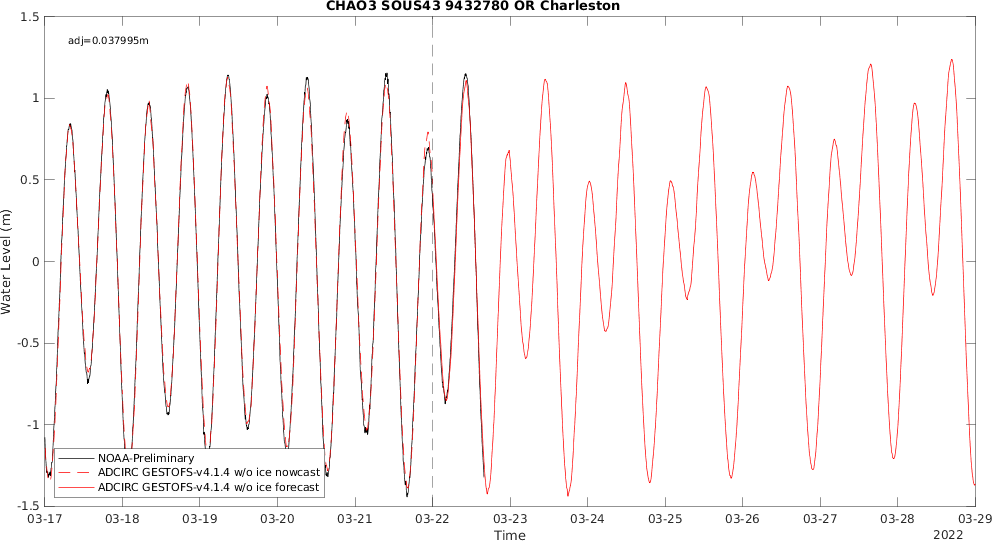 CHAO3 SOUS43 9432780 OR Charleston
adj=0.037995m
1.5
1
0.5
0
-0.5
-1
-1.5
Water Level (m)
NOAA-Preliminary
ADCIRC GESTOFS-v4.1.4 w/o ice nowcast
ADCIRC GESTOFS-v4.1.4 w/o ice forecast
03-17 03-18 03-19 03-20 03-21 03-22 03-23 03-24 03-25 03-26 03-27 03-28 03-29
Time
2022